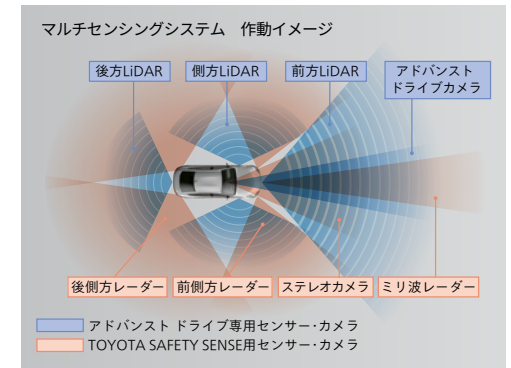 マルチセンシングシステム　作動イメージ
後方LiDAR
側方LiDAR
前方LiDAR
アドバンスト
ドライブカメラ
後側方レーダー
前側方レーダー
ステレオカメラ
ミリ波レーダー
アドバンスト ドライブ専用センサー･カメラ
TOYOTA SAFETY SENSE用センサー･カメラ